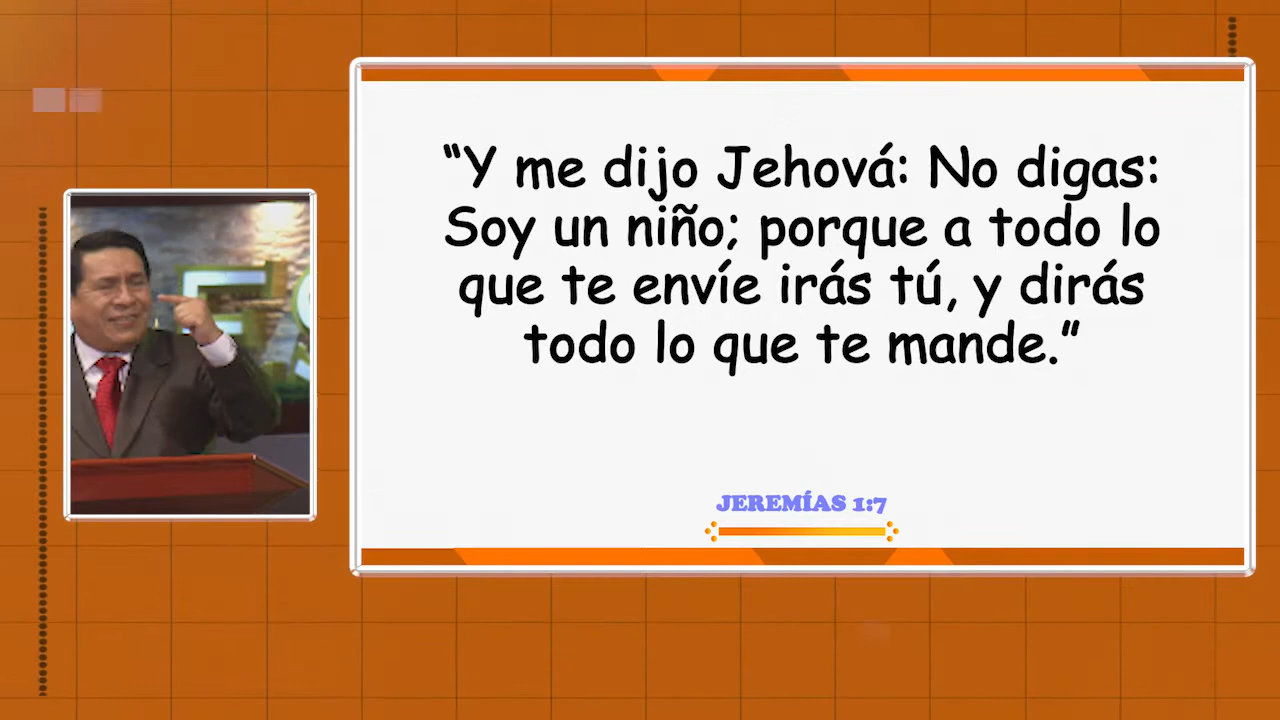 “Y me dijo Jehová: No digas:
Soy un niño; porque a todo lo
que te envíe irás tú, y dirás
todo lo que te mande.”
JEREMÍAS 1:7